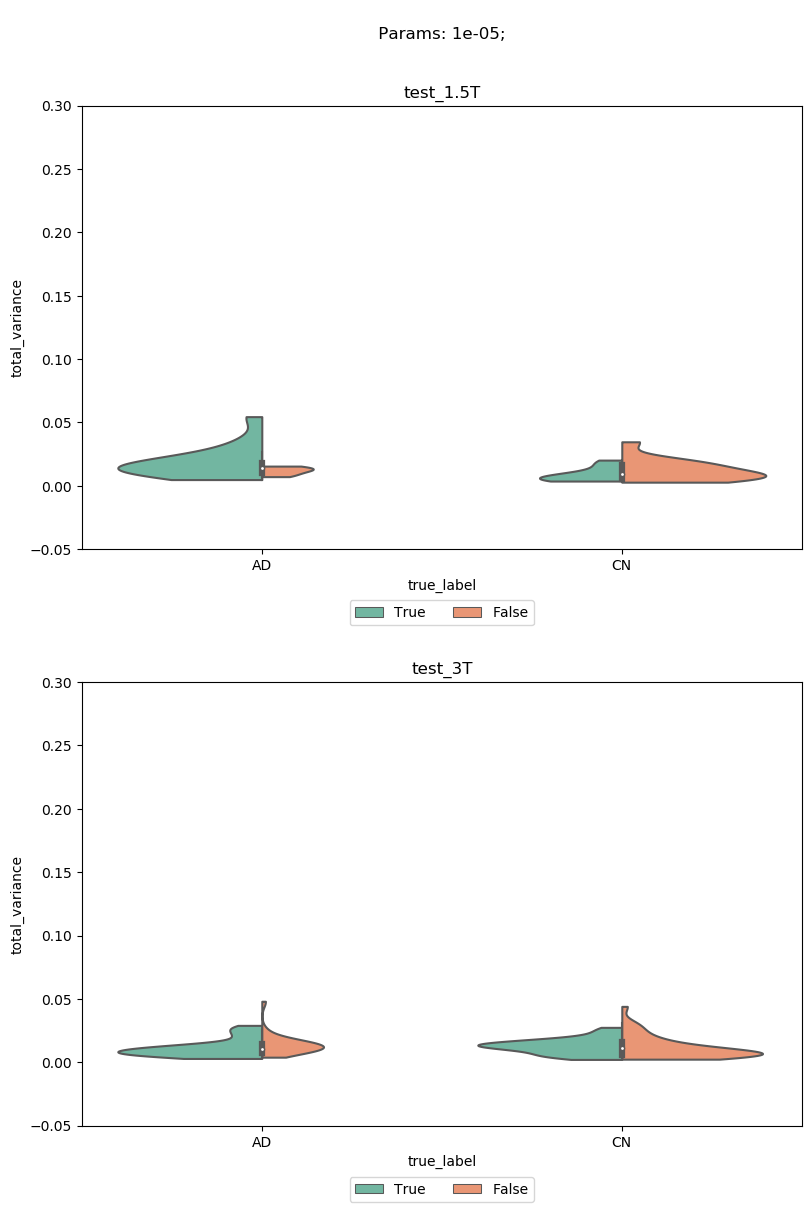 Params: 1e-05;
test_1.5T
0.30
0.25
0.20
0.15
0.10
0.05
0.00
−0.05
total_variance
AD CN
true_label
True False
test_3T
0.30
0.25
0.20
0.15
0.10
0.05
0.00
−0.05
total_variance
AD CN
true_label
True False